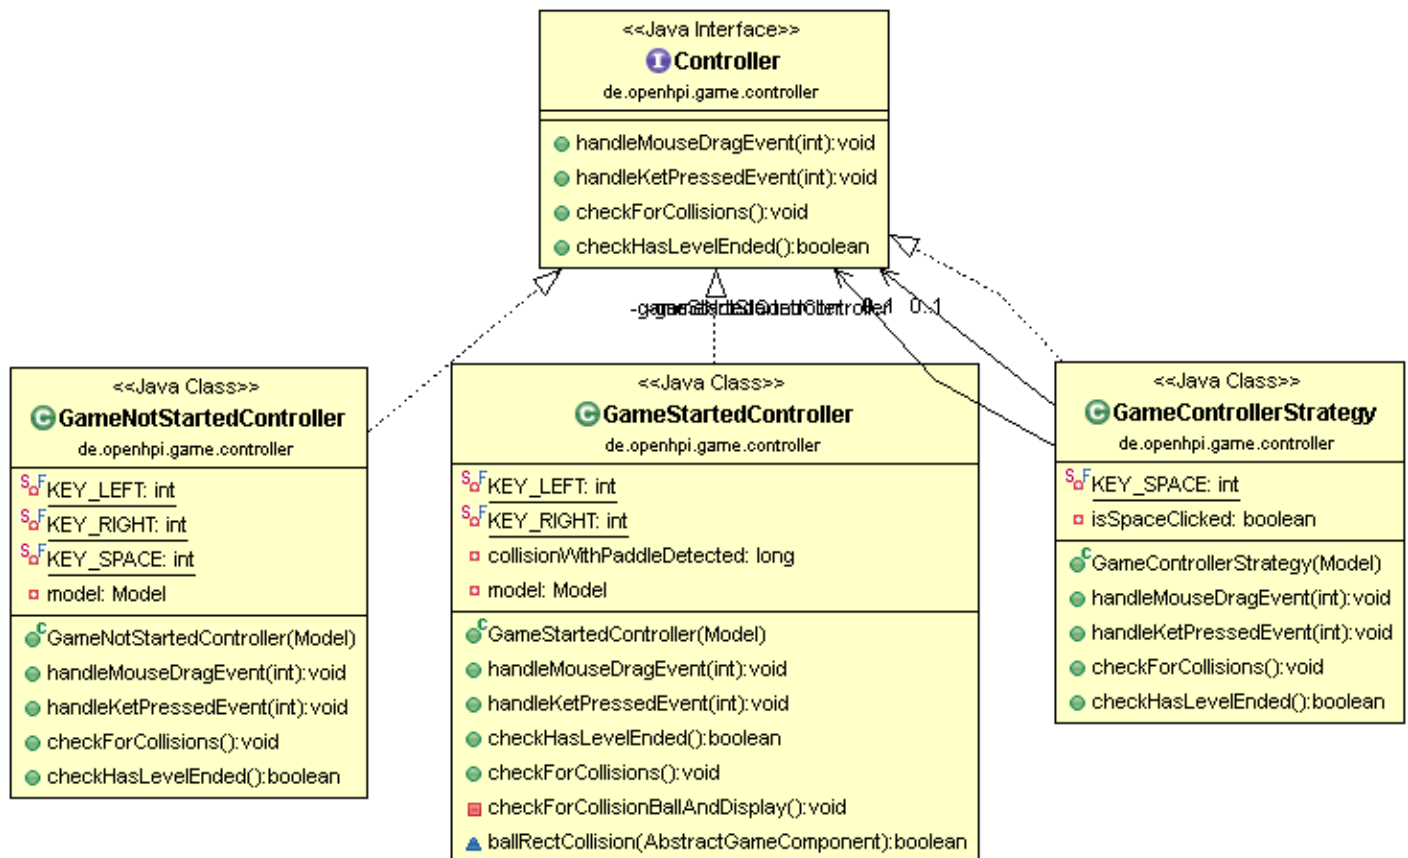 <<Java Interface>>
I Controller
de.openhpi.game.controller
handleMouseDragEvent(int):void
handleKetPressedEvent(int):void
checkForCollisions():void
checkHasLevelEnded():boolean
0..1
<<Java Class>>
C GameNotStartedController
de.openhpi.game.controller
S F KEY_LEFT: int
S F KEY_RIGHT: int
S F KEY_SPACE: int
model: Model
C GameNotStartedController(Model)
handleMouseDragEvent(int):void
handleKetPressedEvent(int):void
checkForCollisions():void
checkHasLevelEnded():boolean
<<Java Class>>
C GameStartedController
de.openhpi.game.controller
S F KEY_LEFT: int
S F KEY_RIGHT: int
collisionWithPaddleDetected: long
model: Model
C GameStartedController(Model)
handleMouseDragEvent(int):void
handleKetPressedEvent(int):void
checkHasLevelEnded():boolean
checkForCollisions():void
checkForCollisionBallAndDisplay():void
ballRectCollision(AbstractGameComponent):boolean
<<Java Class>>
C GameControllerStrategy
de.openhpi.game.controller
S F KEY_SPACE: int
isSpaceClicked: boolean
C GameControllerStrategy(Model)
handleMouseDragEvent(int):void
handleKetPressedEvent(int):void
checkForCollisions():void
checkHasLevelEnded():boolean